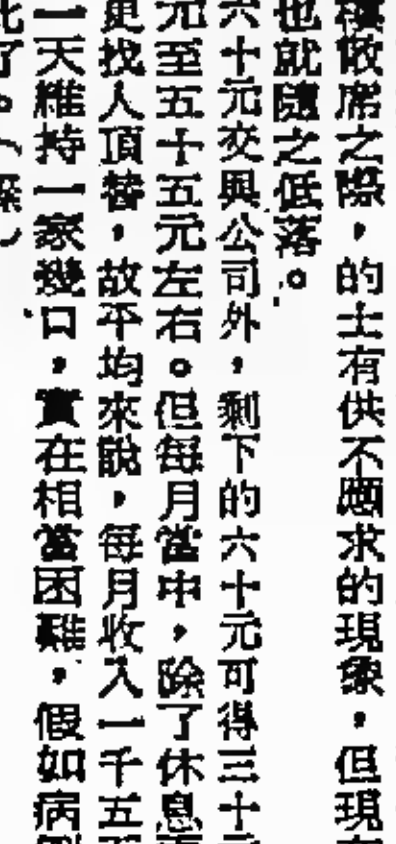 做席之際，的士有供不應求的現象，但現
也就隨之低落。
六十元交與公司外，剩下的六十元可得三十
元至五十五元左右。但每月當中，除了休息
更找人頂替，故平均來說，每月收入一千五
一天維持一家幾口，實在相當困難，假如病
了。（深）